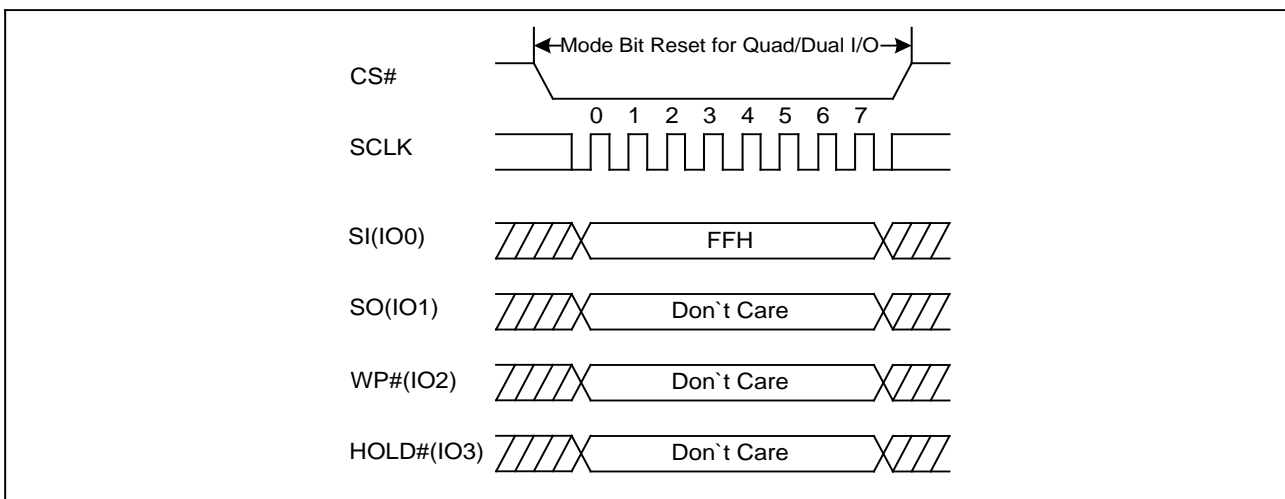 Mode Bit Reset for Quad/Dual I/O
CS#
0 1 2 3 4 5 6 7
SCLK
SI(IO0) FFH
SO(IO1) Don`t Care
WP#(IO2) Don`t Care
HOLD#(IO3) Don`t Care